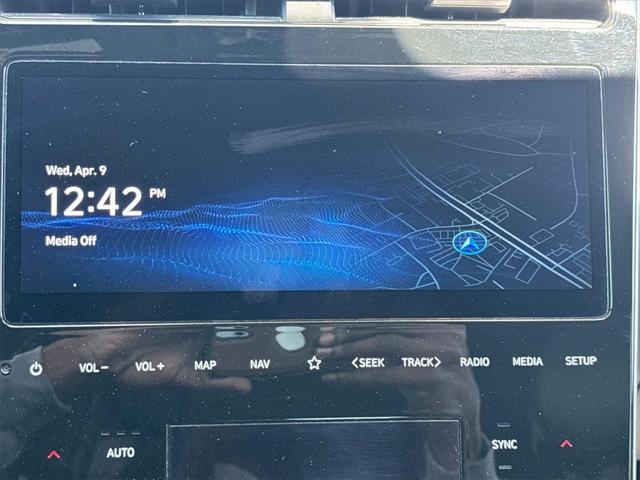 Wed, Apr. 9
12:42 PM
Media Off
VOL− VOL+ MAP NAV ☆ <SEEK TRACK> RADIO MEDIA SETUP
AUTO SYNC